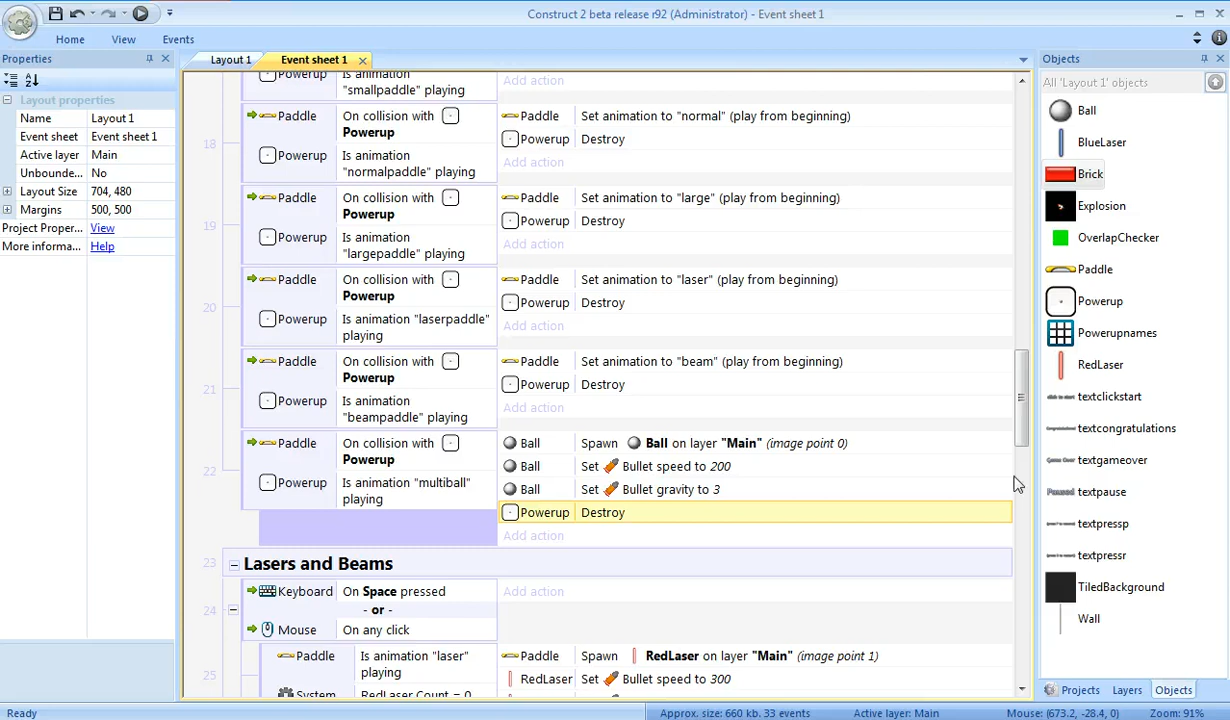 Construct 2 beta release r92 (Administrator) - Event sheet 1
Home View Events
Properties
Layout 1
Event sheet 1
Objects
Layout properties
Name Layout 1
Event sheet Event sheet 1
Active layer Main
Unbounde... No
Layout Size 704, 480
Margins 500, 500
Project Proper... View
More informa... Help
Powerup Is animation "smallpaddle" playing
Add action
18
Paddle On collision with Powerup
Powerup Is animation "normalpaddle" playing
Paddle Set animation to "normal" (play from beginning)
Powerup Destroy
Add action
19
Paddle On collision with Powerup
Powerup Is animation "largepaddle" playing
Paddle Set animation to "large" (play from beginning)
Powerup Destroy
Add action
20
Paddle On collision with Powerup
Powerup Is animation "laserpaddle" playing
Paddle Set animation to "laser" (play from beginning)
Powerup Destroy
Add action
21
Paddle On collision with Powerup
Powerup Is animation "beampaddle" playing
Paddle Set animation to "beam" (play from beginning)
Powerup Destroy
Add action
22
Paddle On collision with Powerup
Powerup Is animation "multiball" playing
Ball Spawn Ball on layer "Main" (image point 0)
Ball Set Bullet speed to 200
Ball Set Bullet gravity to 3
Powerup Destroy
Add action
23 Lasers and Beams
24
Keyboard On Space pressed
- or -
Mouse On any click
Add action
25
Paddle Is animation "laser" playing
System RedLaser.Count = 0
Paddle Spawn RedLaser on layer "Main" (image point 1)
RedLaser Set Bullet speed to 300
All 'Layout 1' objects
Ball
BlueLaser
Brick
Explosion
OverlapChecker
Paddle
Powerup
Powerupnames
RedLaser
textclickstart
textcongratulations
textgameover
textpause
textpressp
textpressr
TiledBackground
Wall
Projects Layers Objects
Ready
Approx. size: 660 kb. 33 events
Active layer: Main
Mouse: (673.2, -28.4, 0)
Zoom: 91%